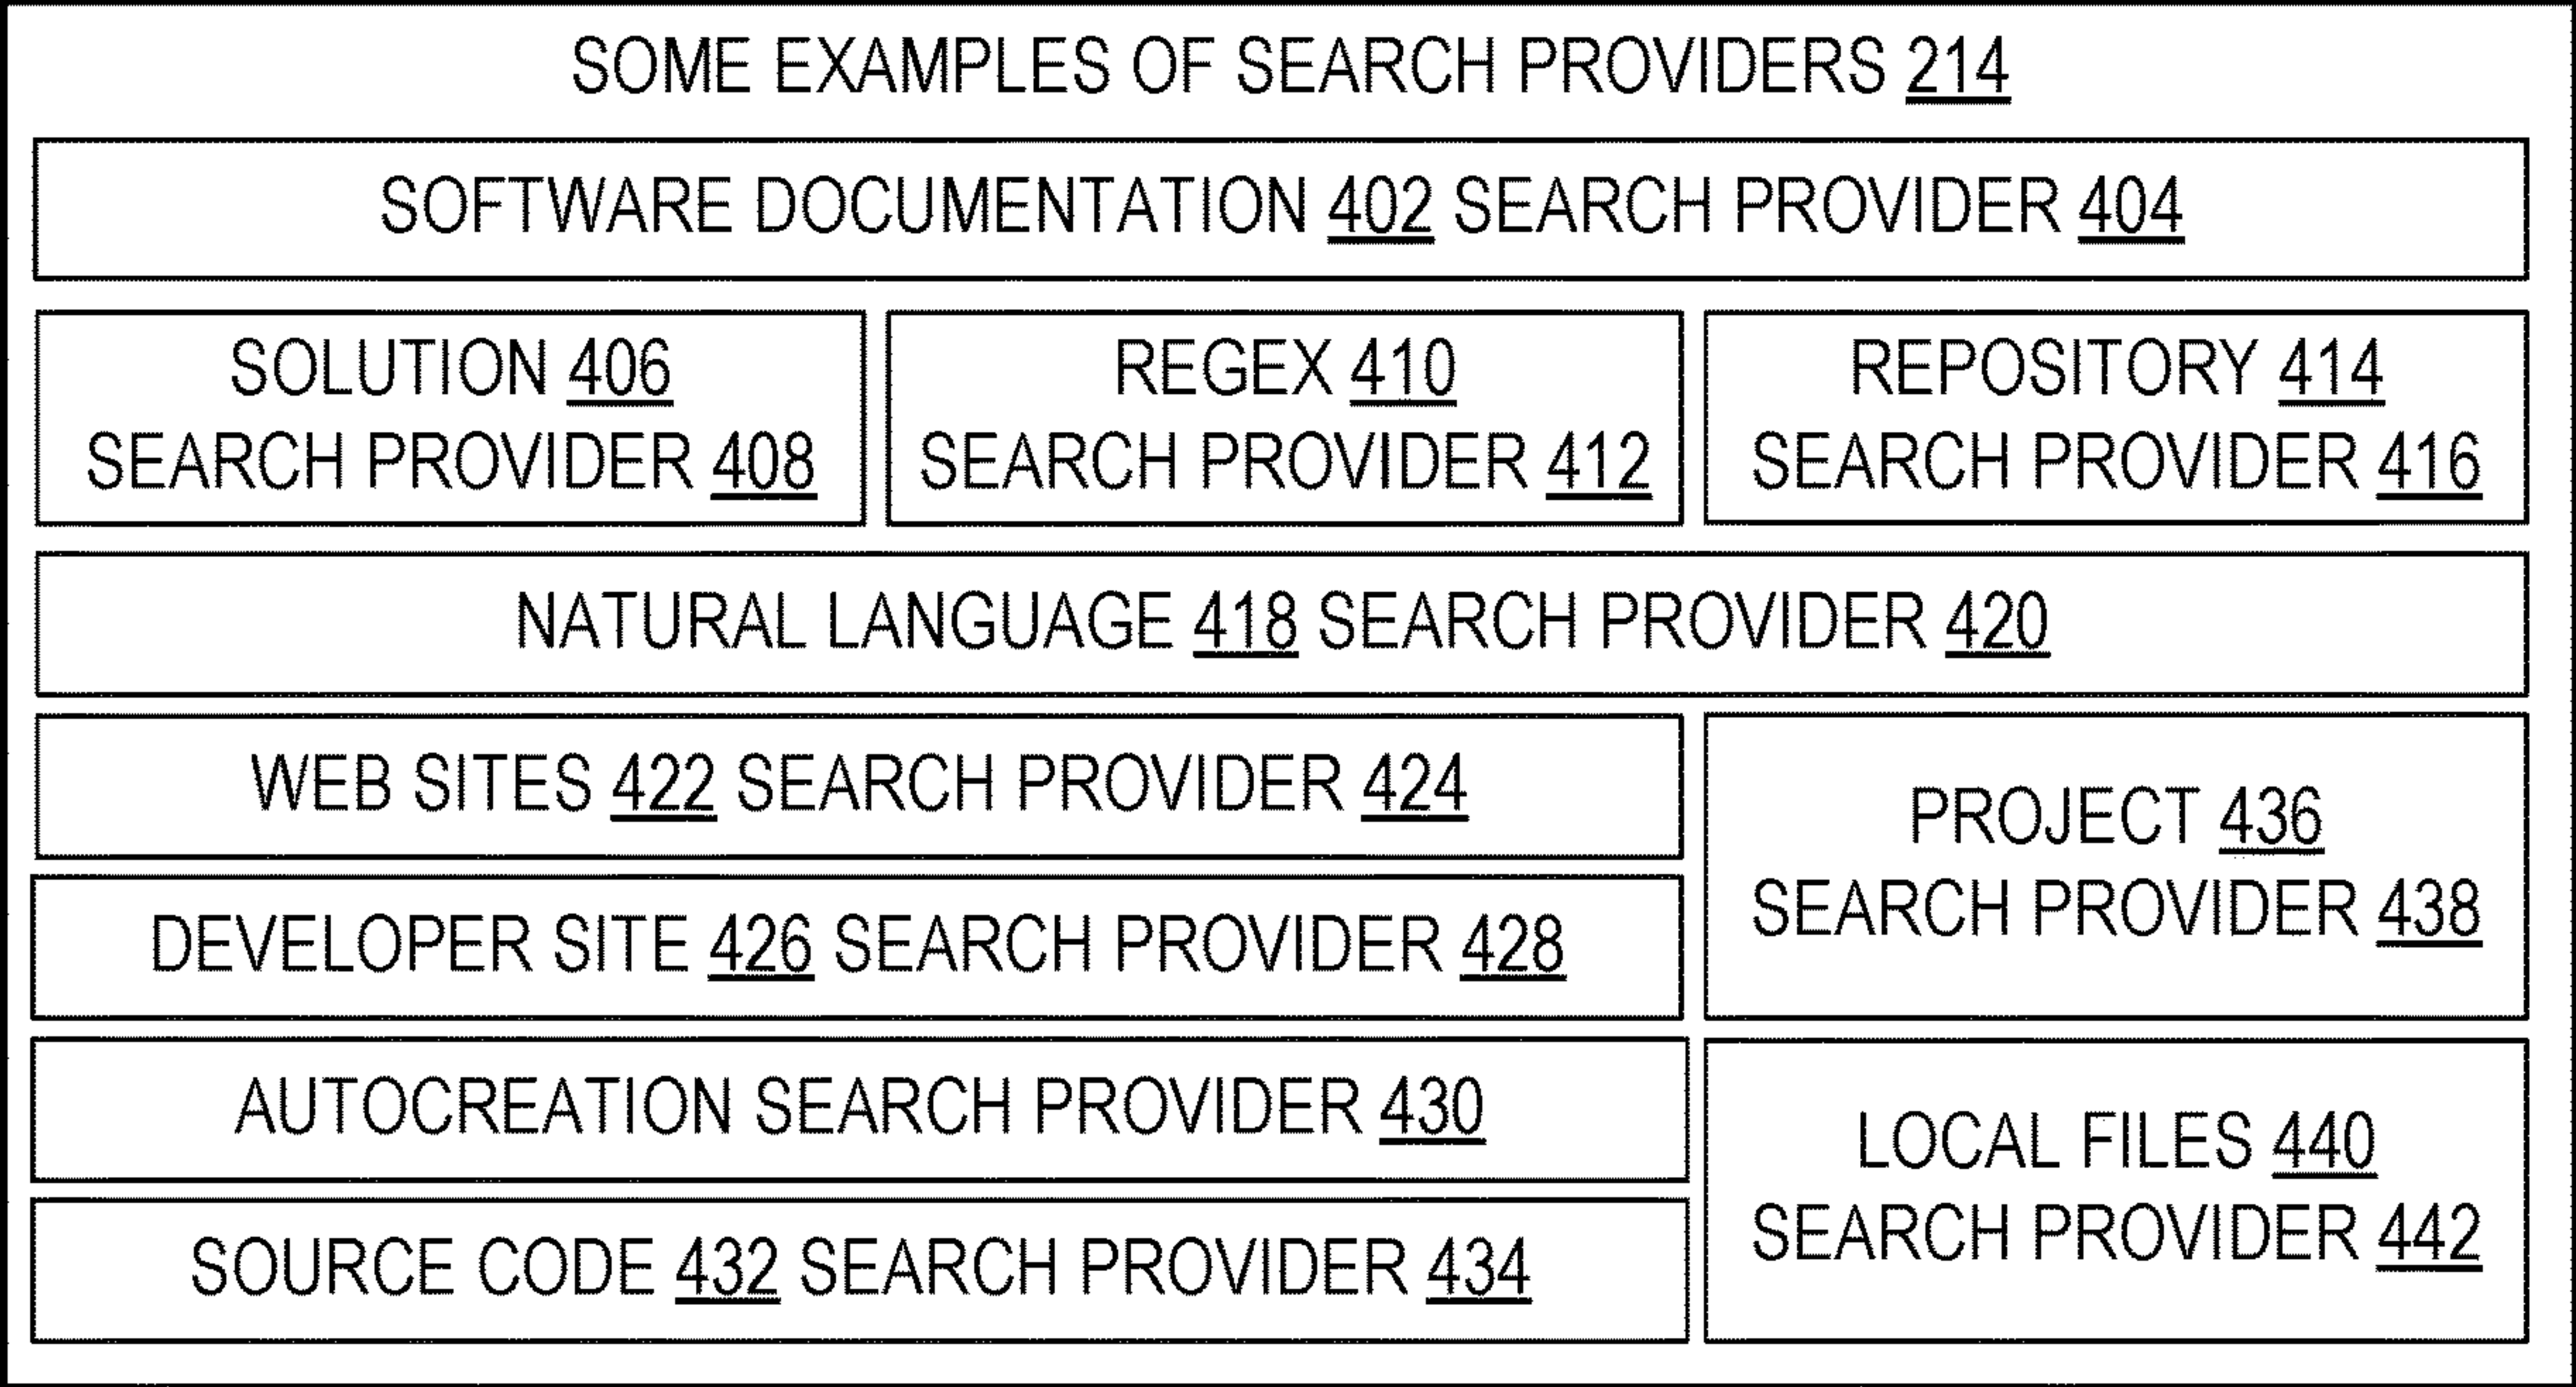 SOME EXAMPLES OF SEARCH PROVIDERS 214
SOFTWARE DOCUMENTATION 402 SEARCH PROVIDER 404
SOLUTION 406
SEARCH PROVIDER 408
REGEX 410
SEARCH PROVIDER 412
REPOSITORY 414
SEARCH PROVIDER 416
NATURAL LANGUAGE 418 SEARCH PROVIDER 420
WEB SITES 422 SEARCH PROVIDER 424
DEVELOPER SITE 426 SEARCH PROVIDER 428
PROJECT 436
SEARCH PROVIDER 438
AUTOCREATION SEARCH PROVIDER 430
SOURCE CODE 432 SEARCH PROVIDER 434
LOCAL FILES 440
SEARCH PROVIDER 442